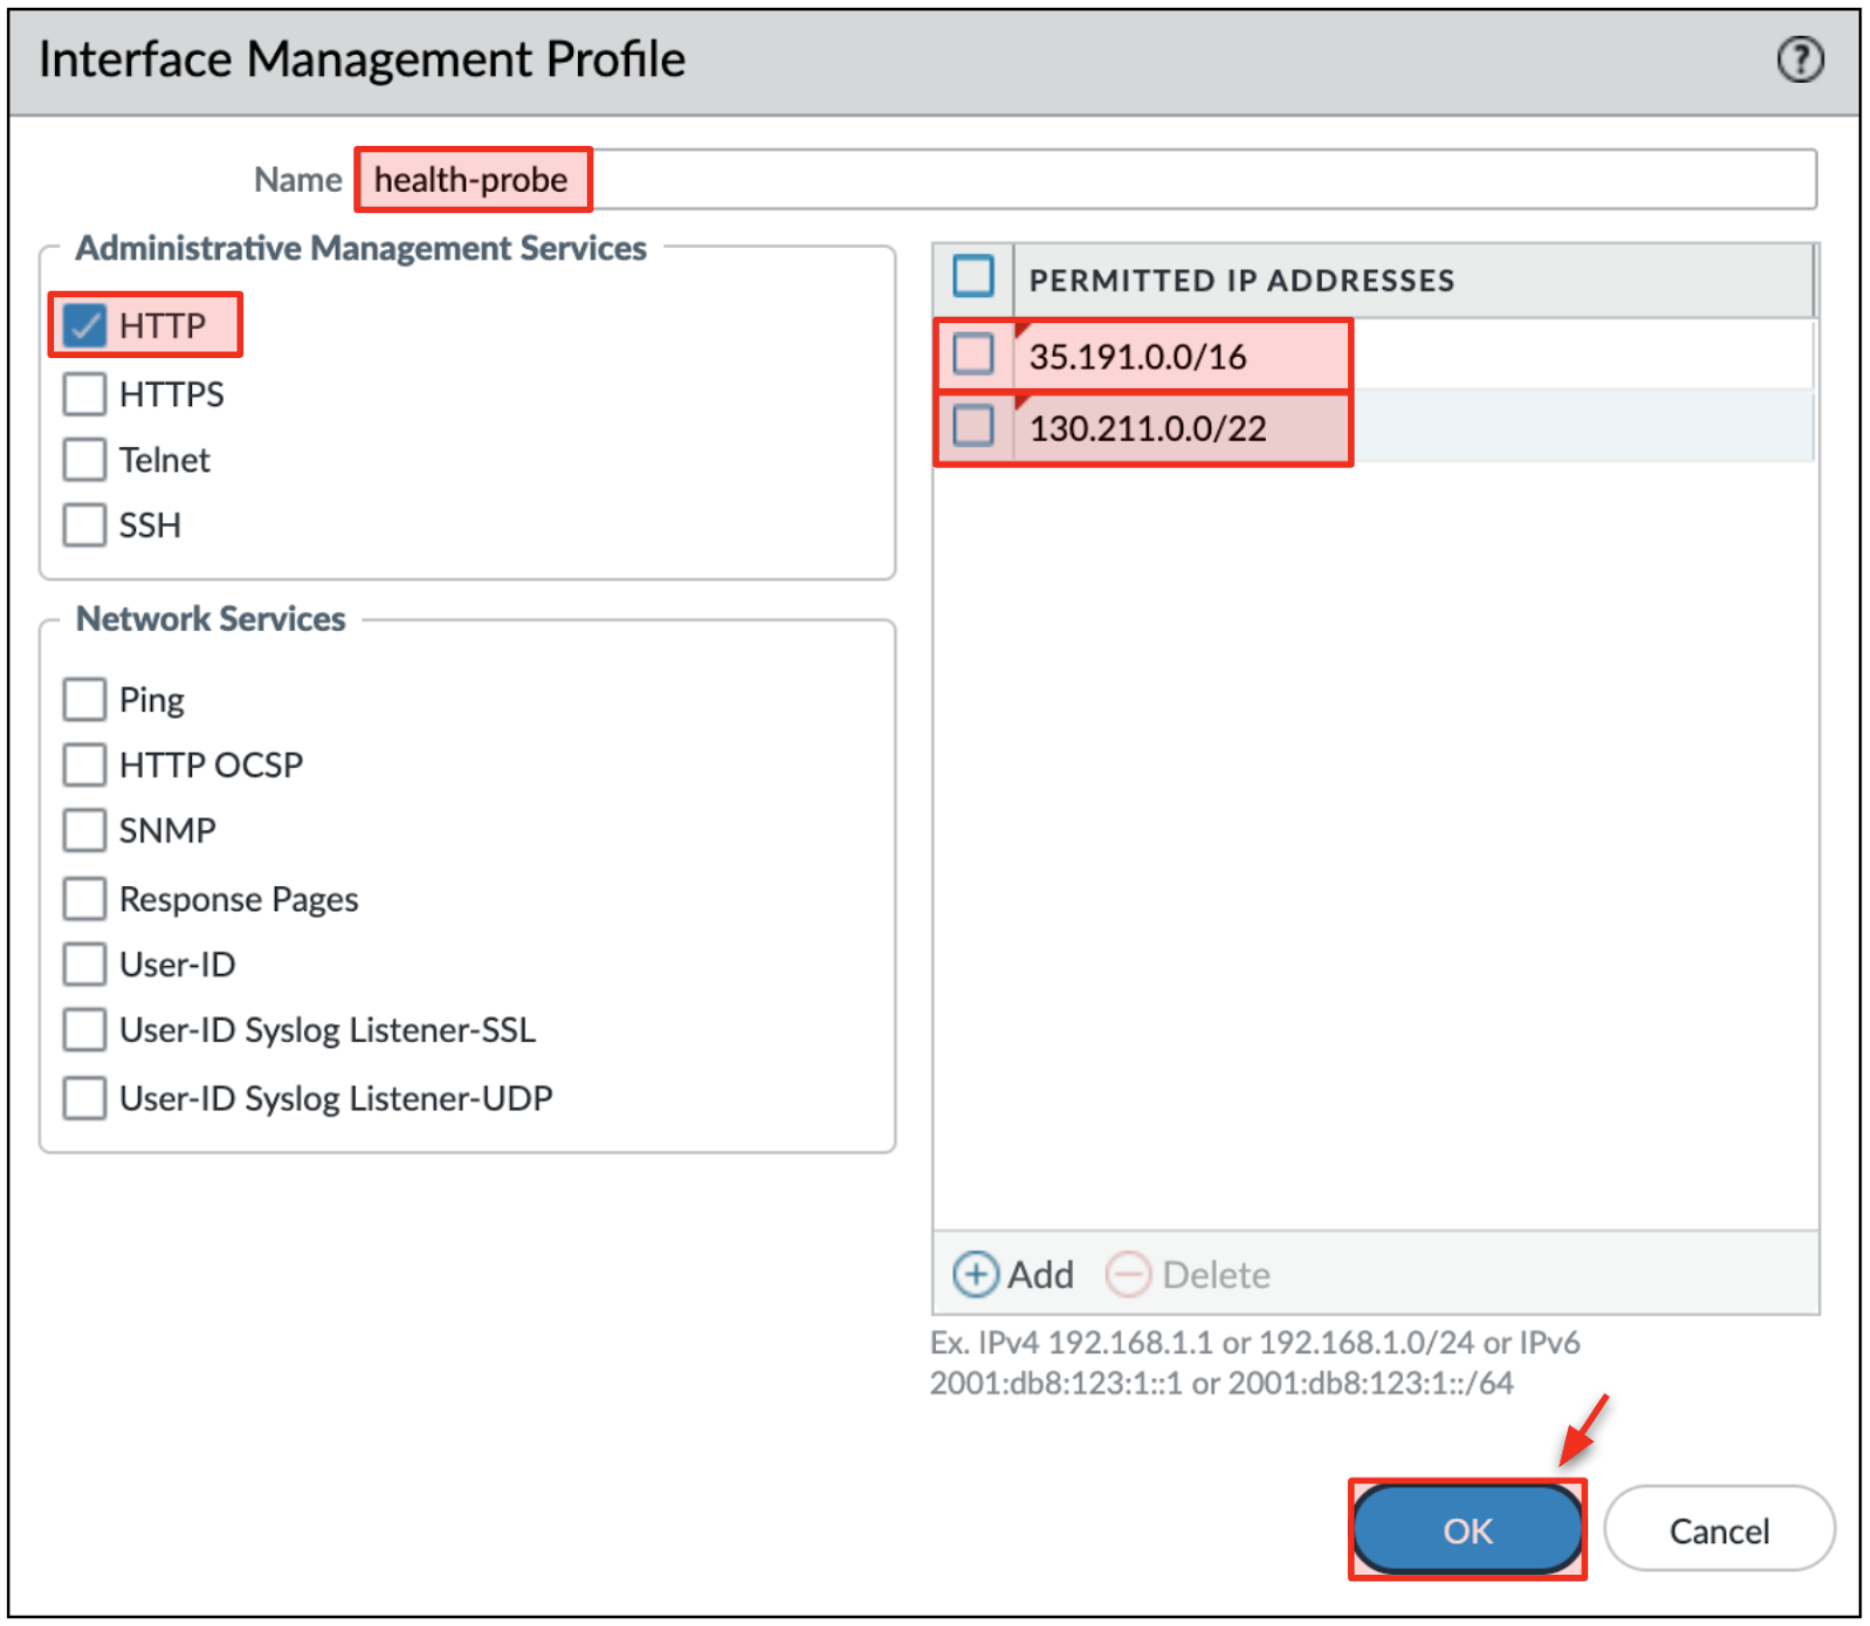 Interface Management Profile
?
Name health-probe
Administrative Management Services
HTTP
HTTPS
Telnet
SSH
Network Services
Ping
HTTP OCSP
SNMP
Response Pages
User-ID
User-ID Syslog Listener-SSL
User-ID Syslog Listener-UDP
PERMITTED IP ADDRESSES
35.191.0.0/16
130.211.0.0/22
Add Delete
Ex. IPv4 192.168.1.1 or 192.168.1.0/24 or IPv6
2001:db8:123:1::1 or 2001:db8:123:1::/64
OK Cancel